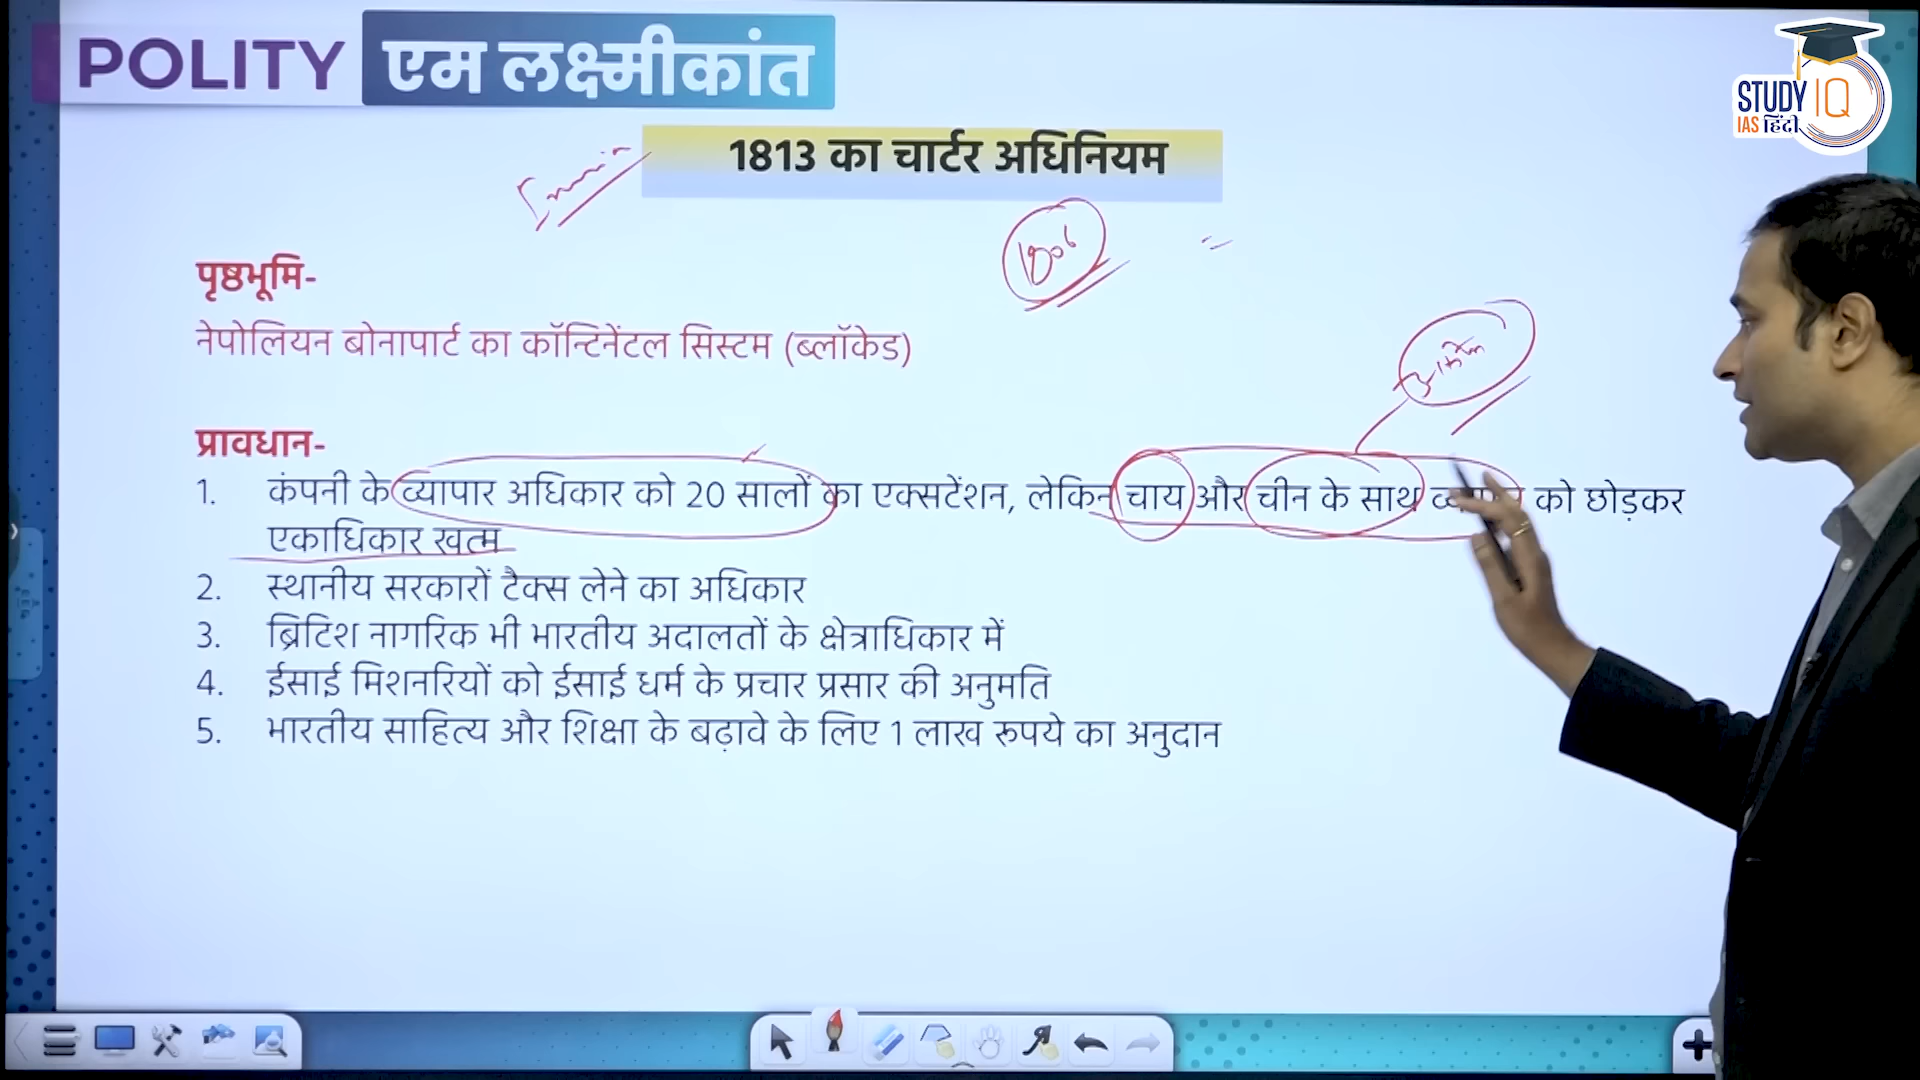 POLITY एम लक्ष्मीकांत
STUDY IQ
IAS हिंदी
1813 का चार्टर अधिनियम
1806
पृष्ठभूमि-
नेपोलियन बोनापार्ट का कॉन्टिनेंटल सिस्टम (ब्लॉकेड)
अफीम
प्रावधान-
1. कंपनी के व्यापार अधिकार को 20 सालों का एक्सटेंशन, लेकिन चाय और चीन के साथ को छोड़कर
एकाधिकार खत्म
2. स्थानीय सरकारों टैक्स लेने का अधिकार
3. ब्रिटिश नागरिक भी भारतीय अदालतों के क्षेत्राधिकार में
4. ईसाई मिशनरियों को ईसाई धर्म के प्रचार प्रसार की अनुमति
5. भारतीय साहित्य और शिक्षा के बढ़ावे के लिए 1 लाख रूपये का अनुदान